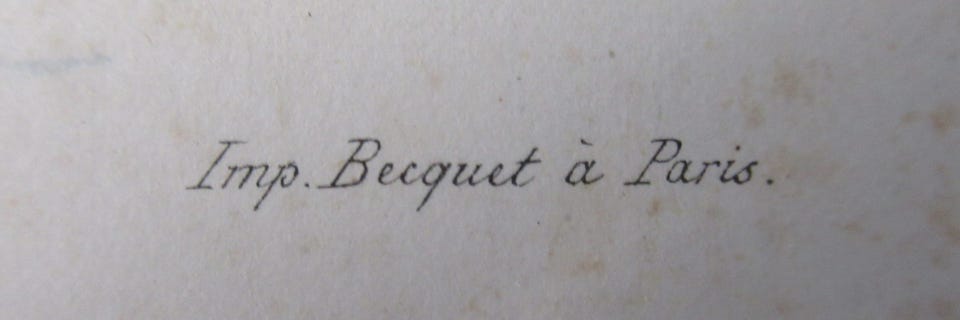 Imp. Becquet à Paris.